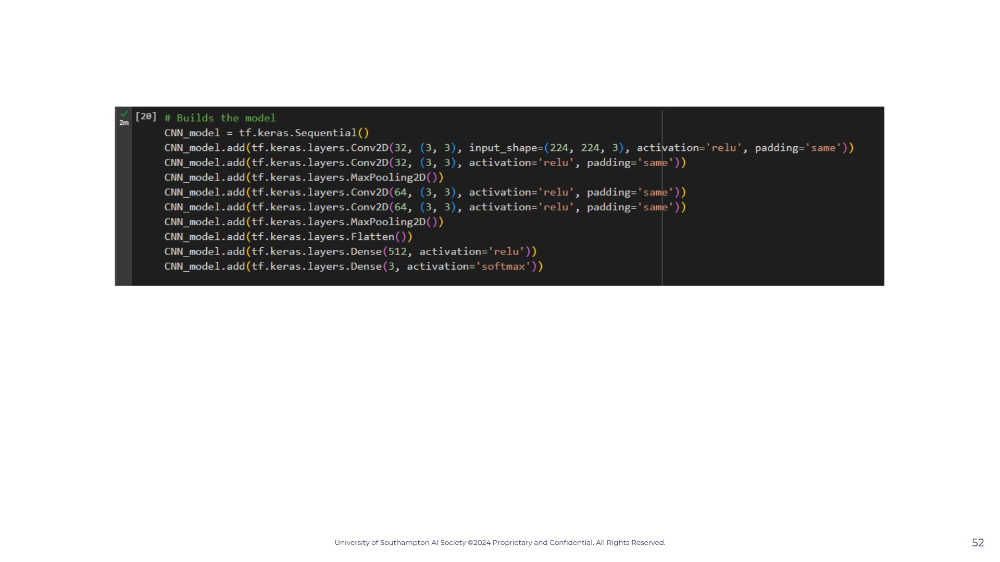 [20] # Builds the model
2m
CNN_model = tf.keras.Sequential()
CNN_model.add(tf.keras.layers.Conv2D(32, (3, 3), input_shape=(224, 224, 3), activation='relu', padding='same'))
CNN_model.add(tf.keras.layers.Conv2D(32, (3, 3), activation='relu', padding='same'))
CNN_model.add(tf.keras.layers.MaxPooling2D())
CNN_model.add(tf.keras.layers.Conv2D(64, (3, 3), activation='relu', padding='same'))
CNN_model.add(tf.keras.layers.Conv2D(64, (3, 3), activation='relu', padding='same'))
CNN_model.add(tf.keras.layers.MaxPooling2D())
CNN_model.add(tf.keras.layers.Flatten())
CNN_model.add(tf.keras.layers.Dense(512, activation='relu'))
CNN_model.add(tf.keras.layers.Dense(3, activation='softmax'))
University of Southampton AI Society ©2024 Proprietary and Confidential. All Rights Reserved.
52